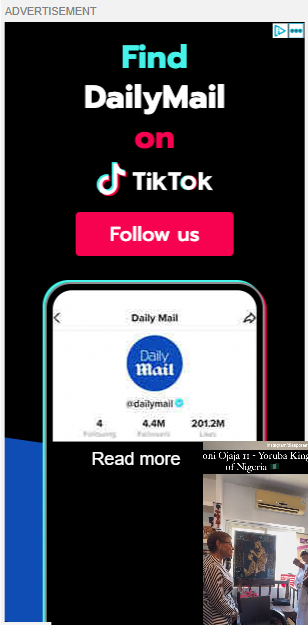 ADVERTISEMENT
Find
DailyMail
on
TikTok
Follow us
Daily Mail
Daily
Mail
@dailymail
4 4.4M 201.2M
Following Followers Likes
Read more
oni Ojaja 11 - Yoruba King
of Nigeria